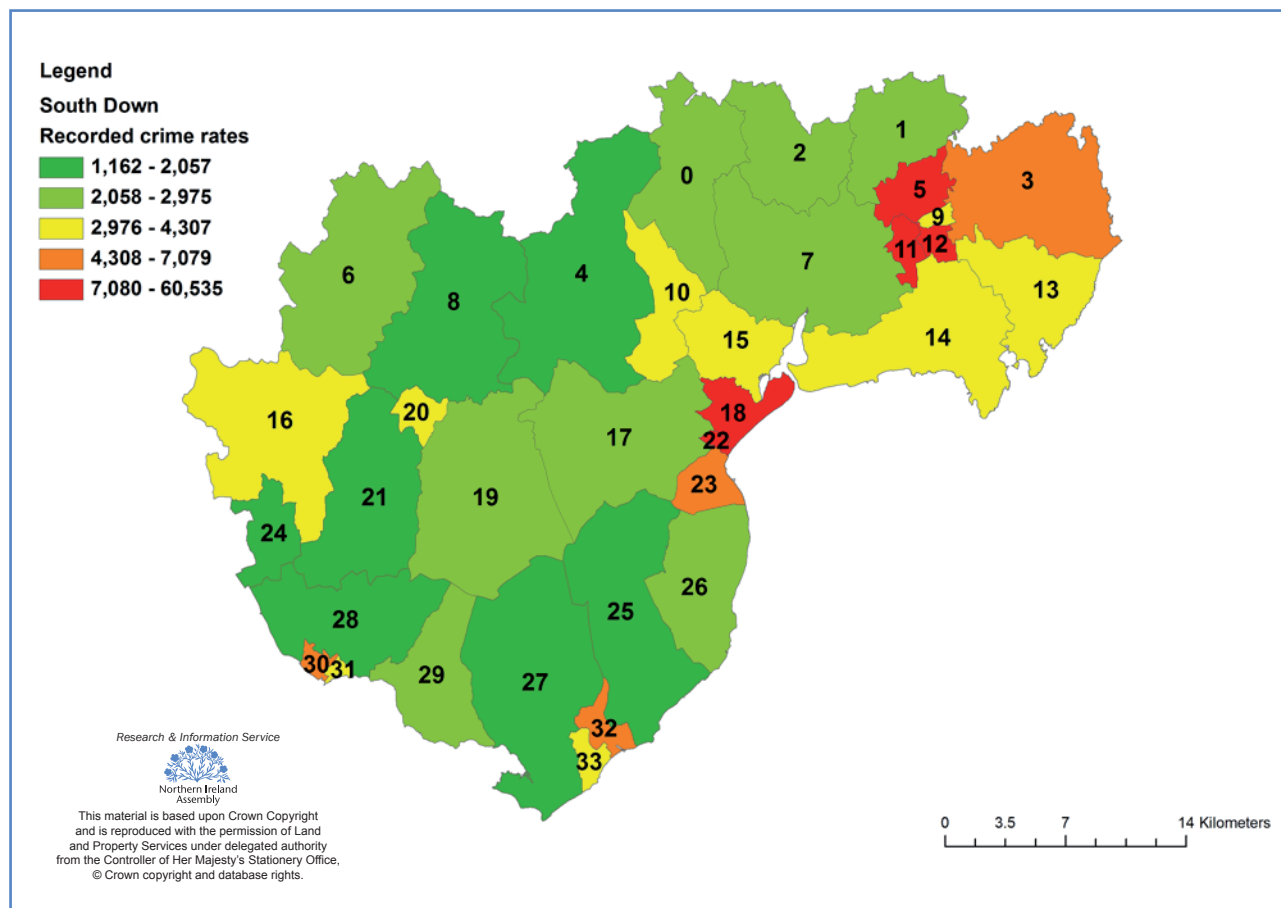 Legend
South Down
Recorded crime rates
1,162 - 2,057
2,058 - 2,975
2,976 - 4,307
4,308 - 7,079
7,080 - 60,535
0
1
2
3
4
5
6
7
8
9
10
11
12
13
14
15
16
17
18
19
20
21
22
23
24
25
26
27
28
29
30
31
32
33
Research & Information Service
Northern Ireland
Assembly
This material is based upon Crown Copyright
and is reproduced with the permission of Land
and Property Services under delegated authority
from the Controller of Her Majesty's Stationery Office,
© Crown copyright and database rights.
0 3.5 7 14 Kilometers